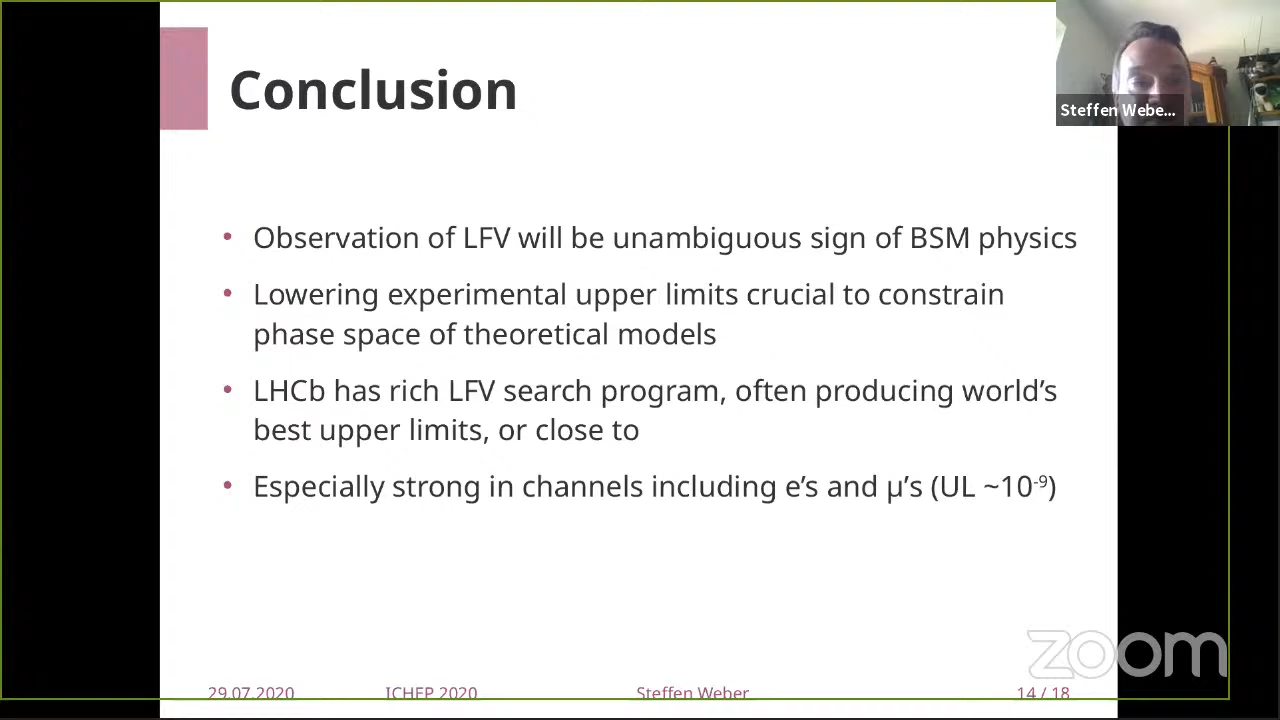 Conclusion
Steffen Webe...
• Observation of LFV will be unambiguous sign of BSM physics
• Lowering experimental upper limits crucial to constrain
phase space of theoretical models
• LHCb has rich LFV search program, often producing world’s
best upper limits, or close to
• Especially strong in channels including e’s and µ’s (UL ~10⁻⁹)
zoom
29.07.2020 ICHEP 2020 Steffen Weber 14 / 18